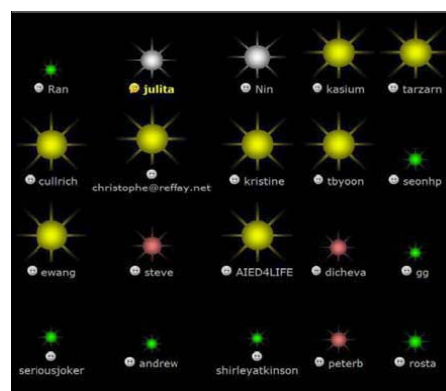 Ran julita Nin kasium tarzarn
cullrich christophe@reffay.net kristine tbyoon seonhp
ewang steve AIED4LIFE dicheva gg
seriousjoker andrew shirleyatkinson peterb rosta